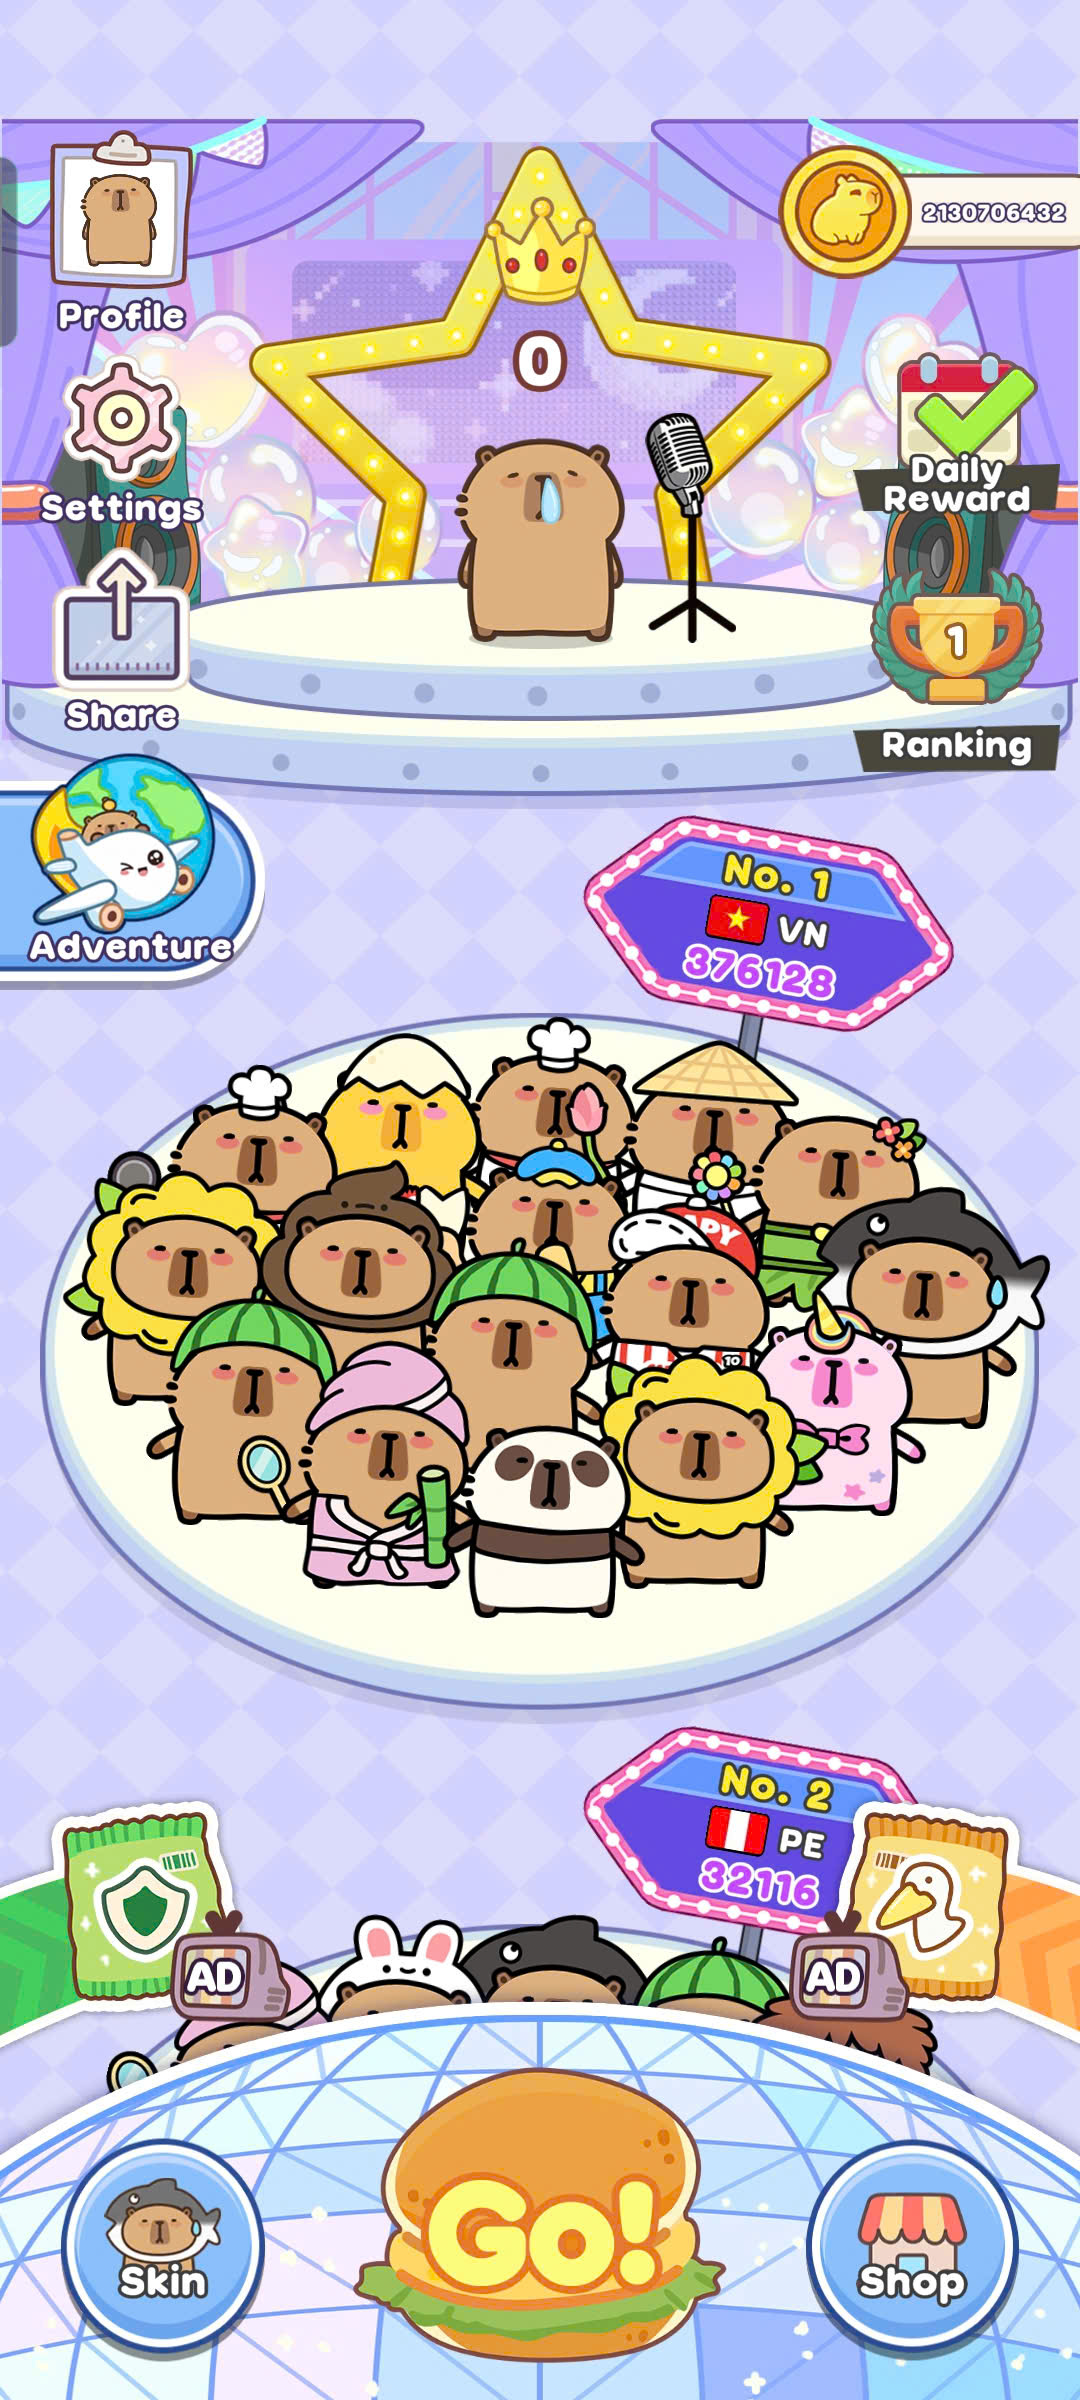 2130706432
Profile
0
Settings
Daily
Reward
1
Share
Ranking
Adventure
No. 1
VN
376128
10
No. 2
PE
32116
AD
AD
Go!
Skin
Shop